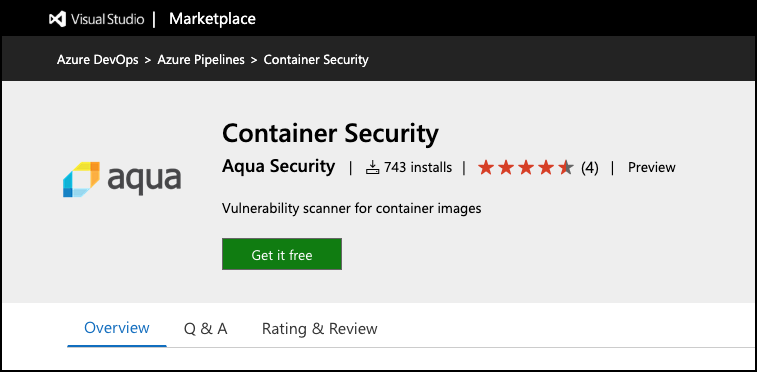 Visual Studio | Marketplace
Azure DevOps > Azure Pipelines > Container Security
aqua
Container Security
Aqua Security | 743 installs | (4) | Preview
Vulnerability scanner for container images
Get it free
Overview Q & A Rating & Review